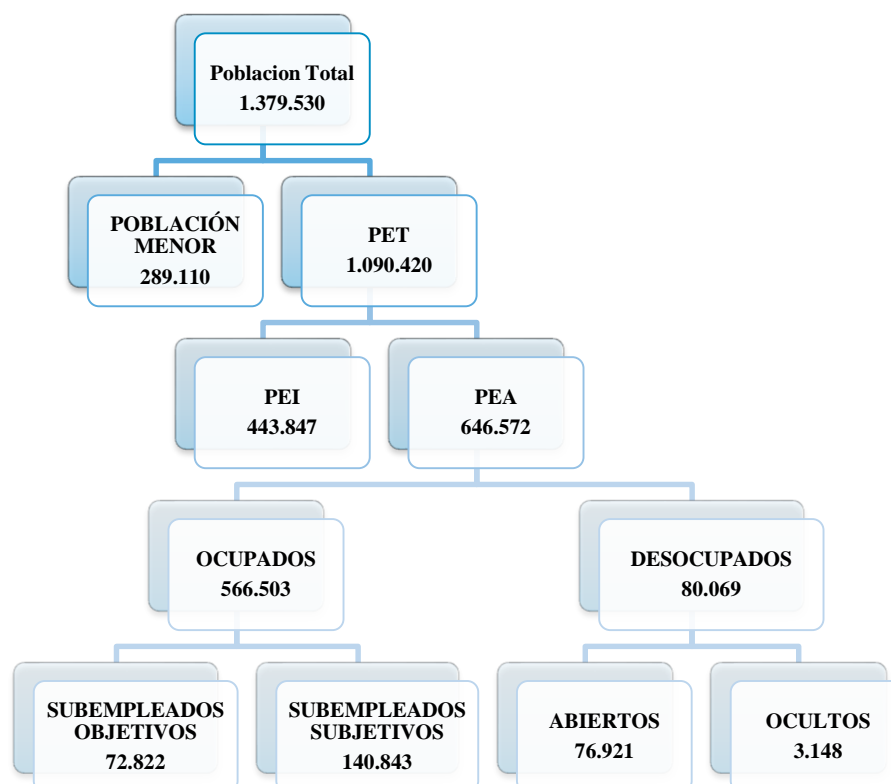 Poblacion Total
1.379.530
POBLACIÓN
MENOR
289.110
PET
1.090.420
PEI
443.847
PEA
646.572
OCUPADOS
566.503
DESOCUPADOS
80.069
SUBEMPLEADOS
OBJETIVOS
72.822
SUBEMPLEADOS
SUBJETIVOS
140.843
ABIERTOS
76.921
OCULTOS
3.148